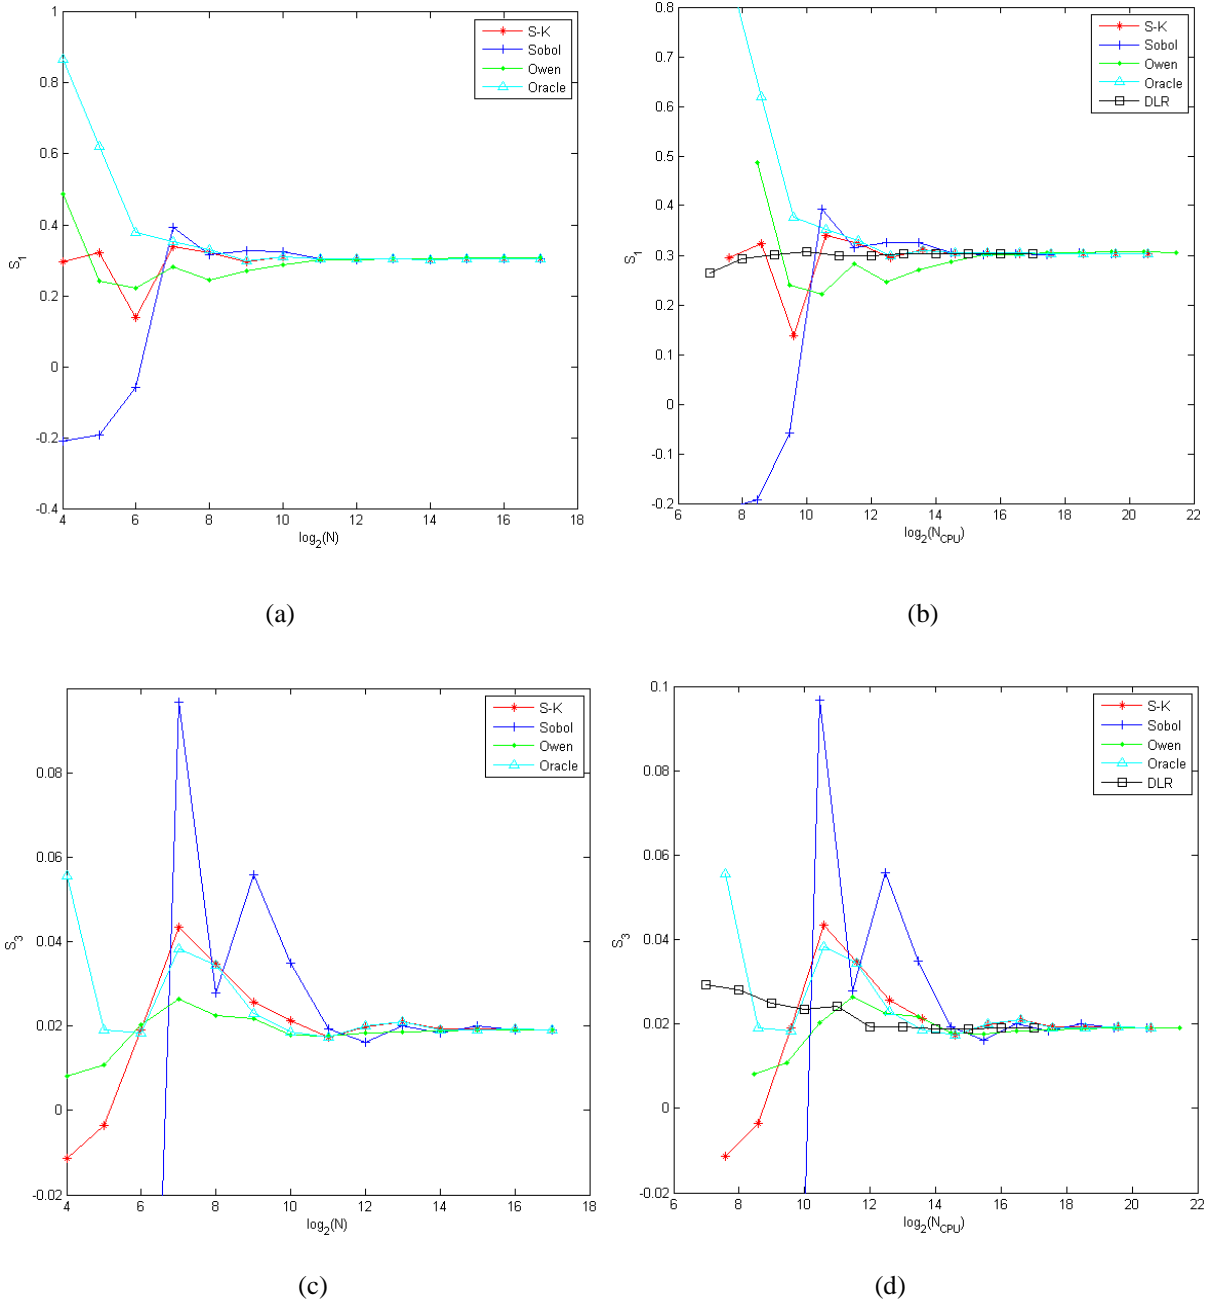 1
0.8
0.6
0.4
0.2
0
-0.2
-0.4
S1
4 6 8 10 12 14 16 18
log2(N)
S-K
Sobol
Owen
Oracle
(a)
0.8
0.7
0.6
0.5
0.4
0.3
0.2
0.1
0
-0.1
-0.2
S1
6 8 10 12 14 16 18 20 22
log2(NCPU)
S-K
Sobol
Owen
Oracle
DLR
(b)
0.08
0.06
0.04
0.02
0
-0.02
S3
4 6 8 10 12 14 16 18
log2(N)
S-K
Sobol
Owen
Oracle
(c)
0.1
0.08
0.06
0.04
0.02
0
-0.02
S3
6 8 10 12 14 16 18 20 22
log2(NCPU)
S-K
Sobol
Owen
Oracle
DLR
(d)